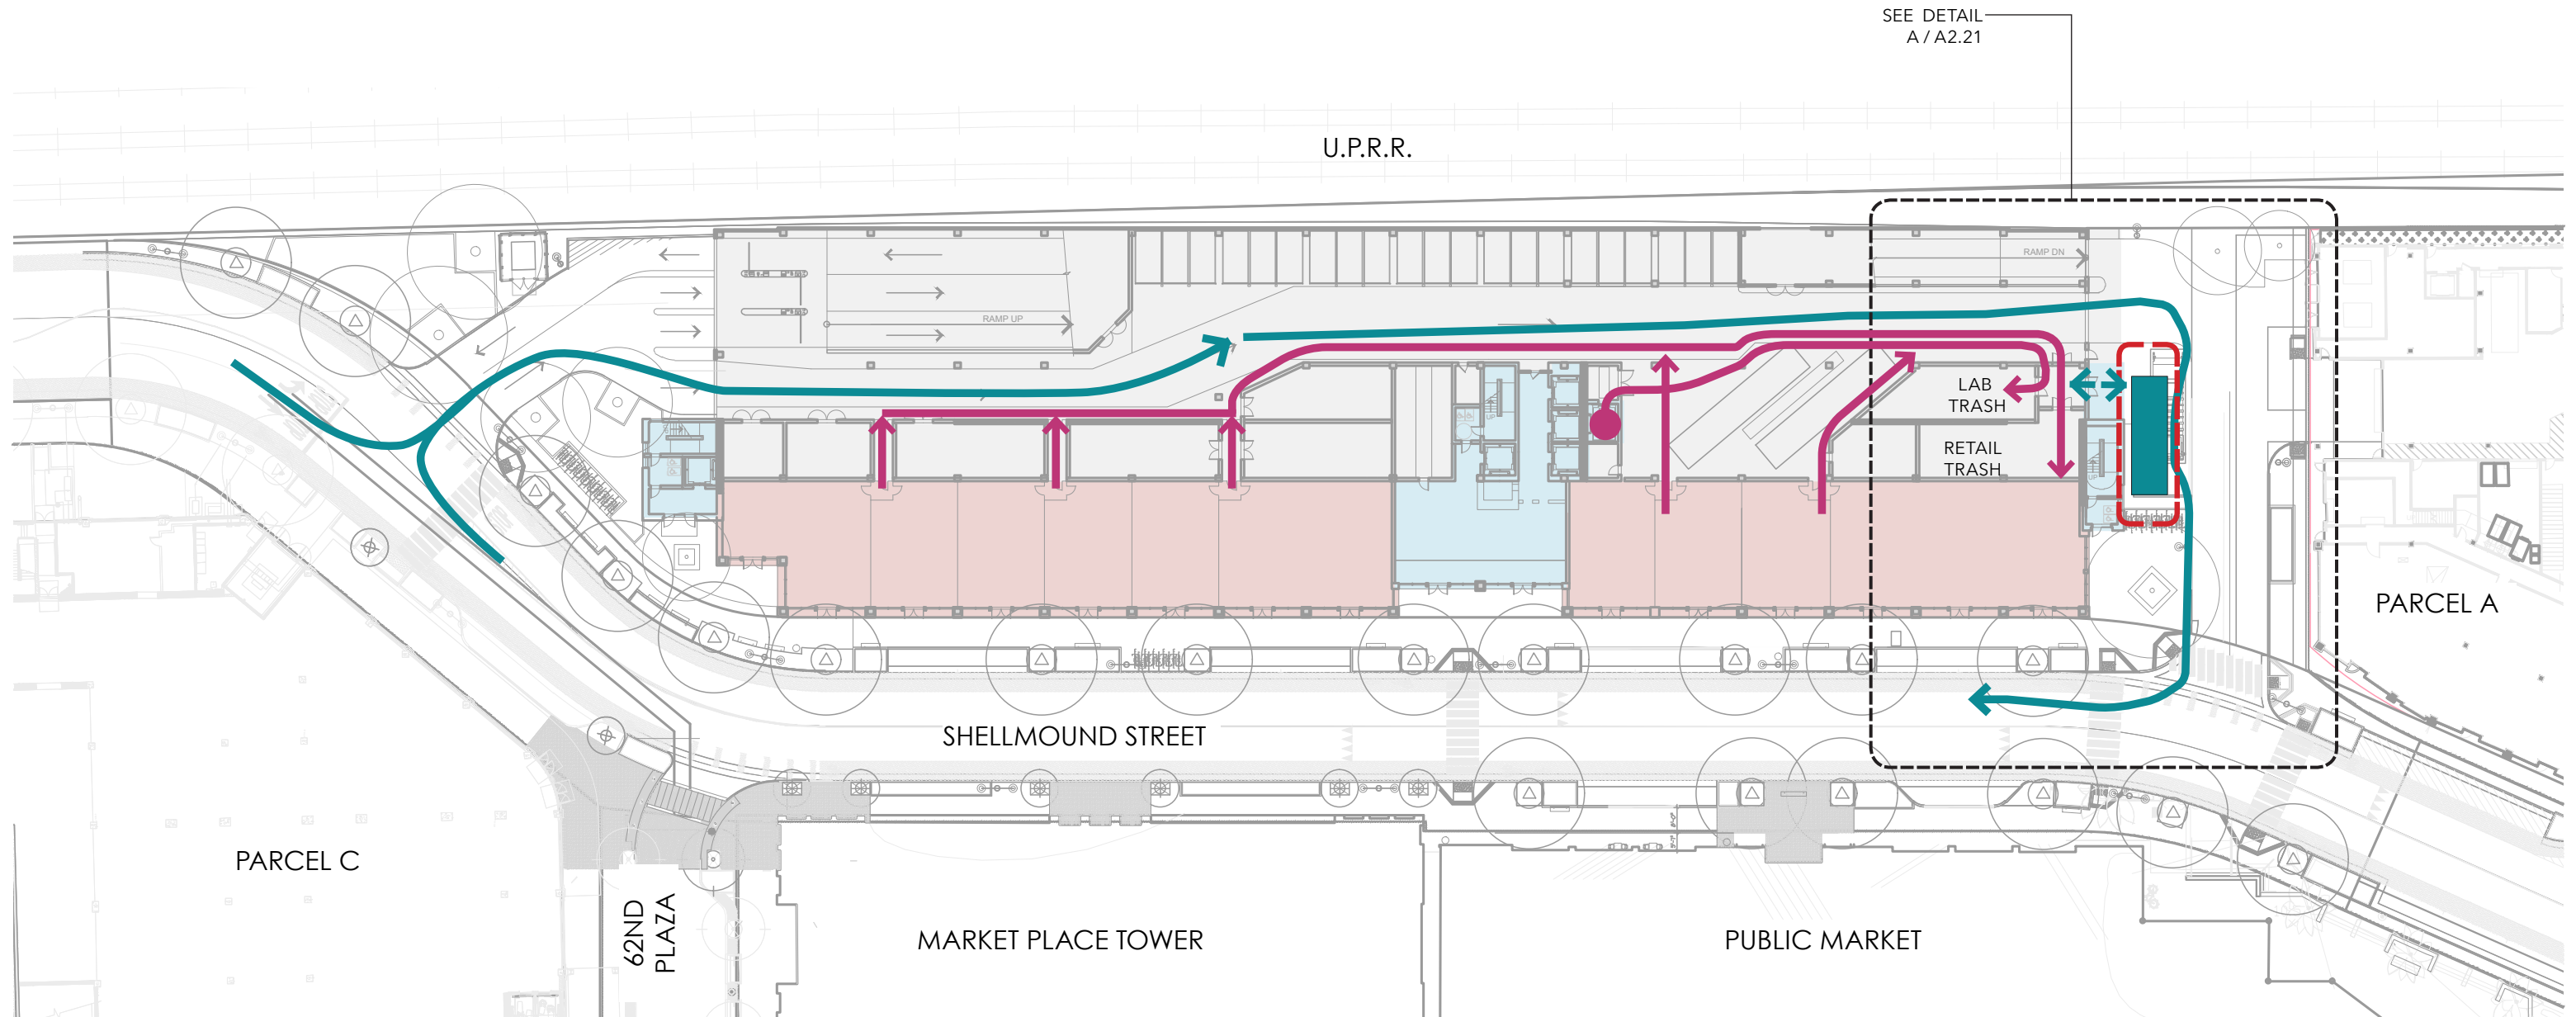 SEE DETAIL
A / A2.21
U.P.R.R.
RAMP DN
RAMP UP
LAB
TRASH
RETAIL
TRASH
PARCEL A
SHELLMOUND STREET
PARCEL C
62ND
PLAZA
MARKET PLACE TOWER
PUBLIC MARKET